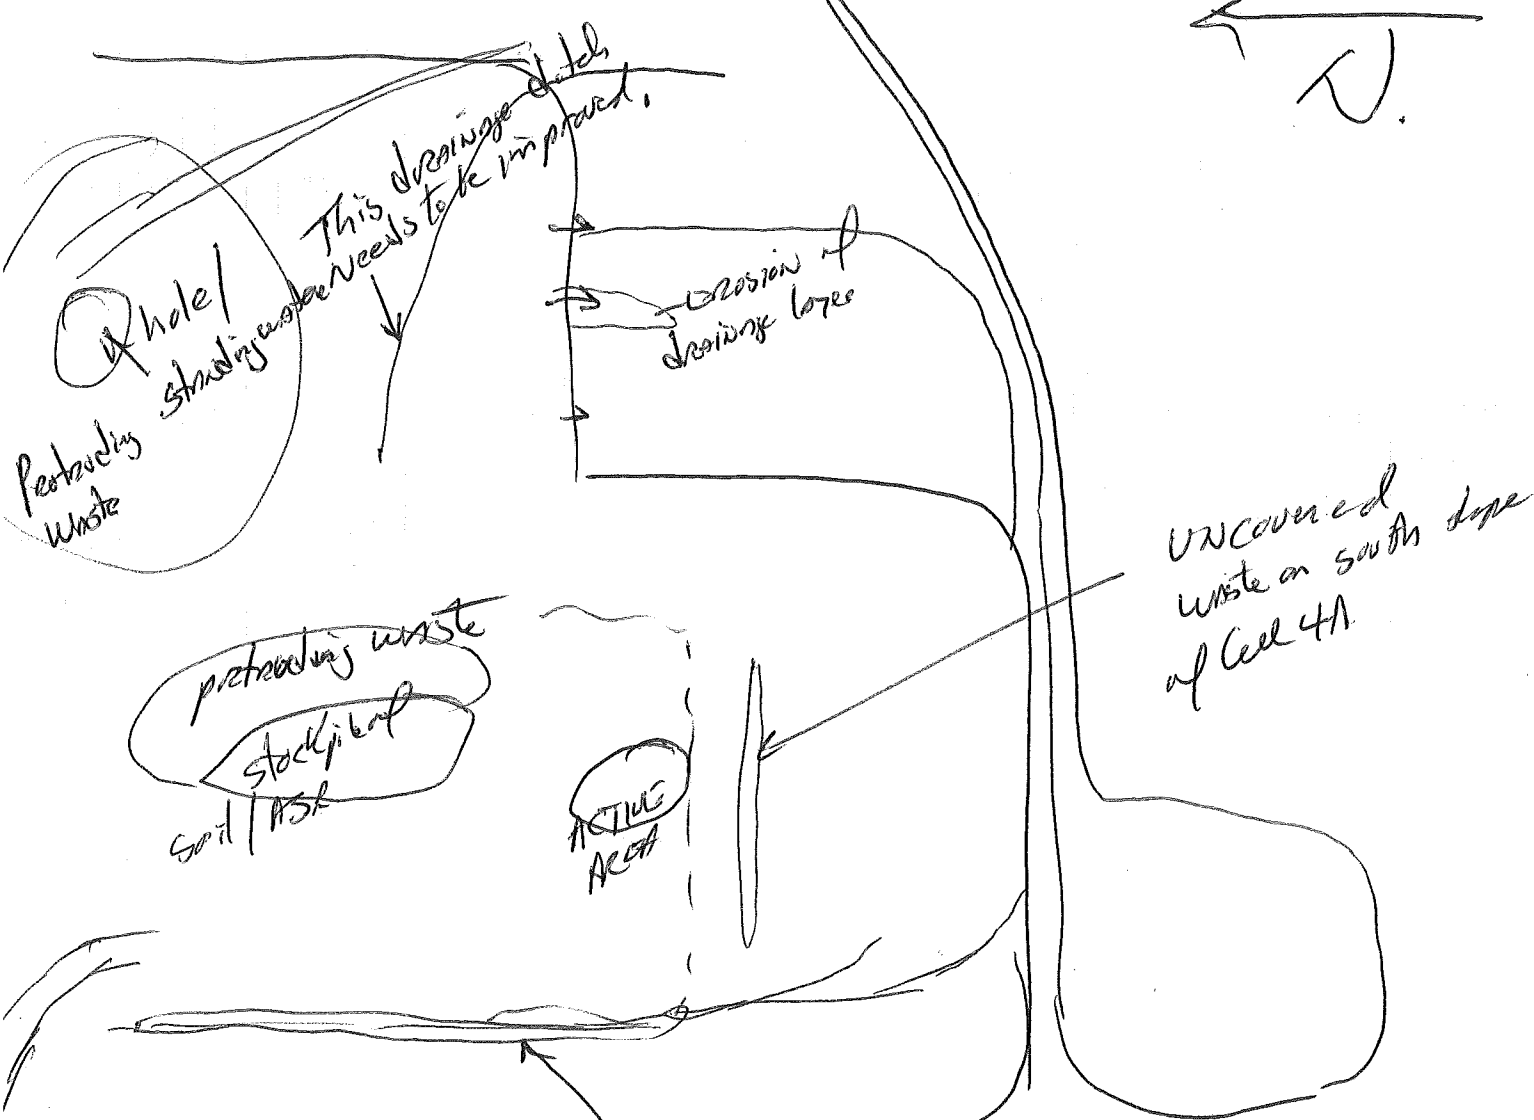 N.
This drainage ditch
needs to be improved.
hole/
standing water
Protruding
waste
erosion of
drainage layer
uncovered
waste on south slope
of Cell 4A
protruding waste
stockpile of
soil/ASR
ACTIVE
AREA